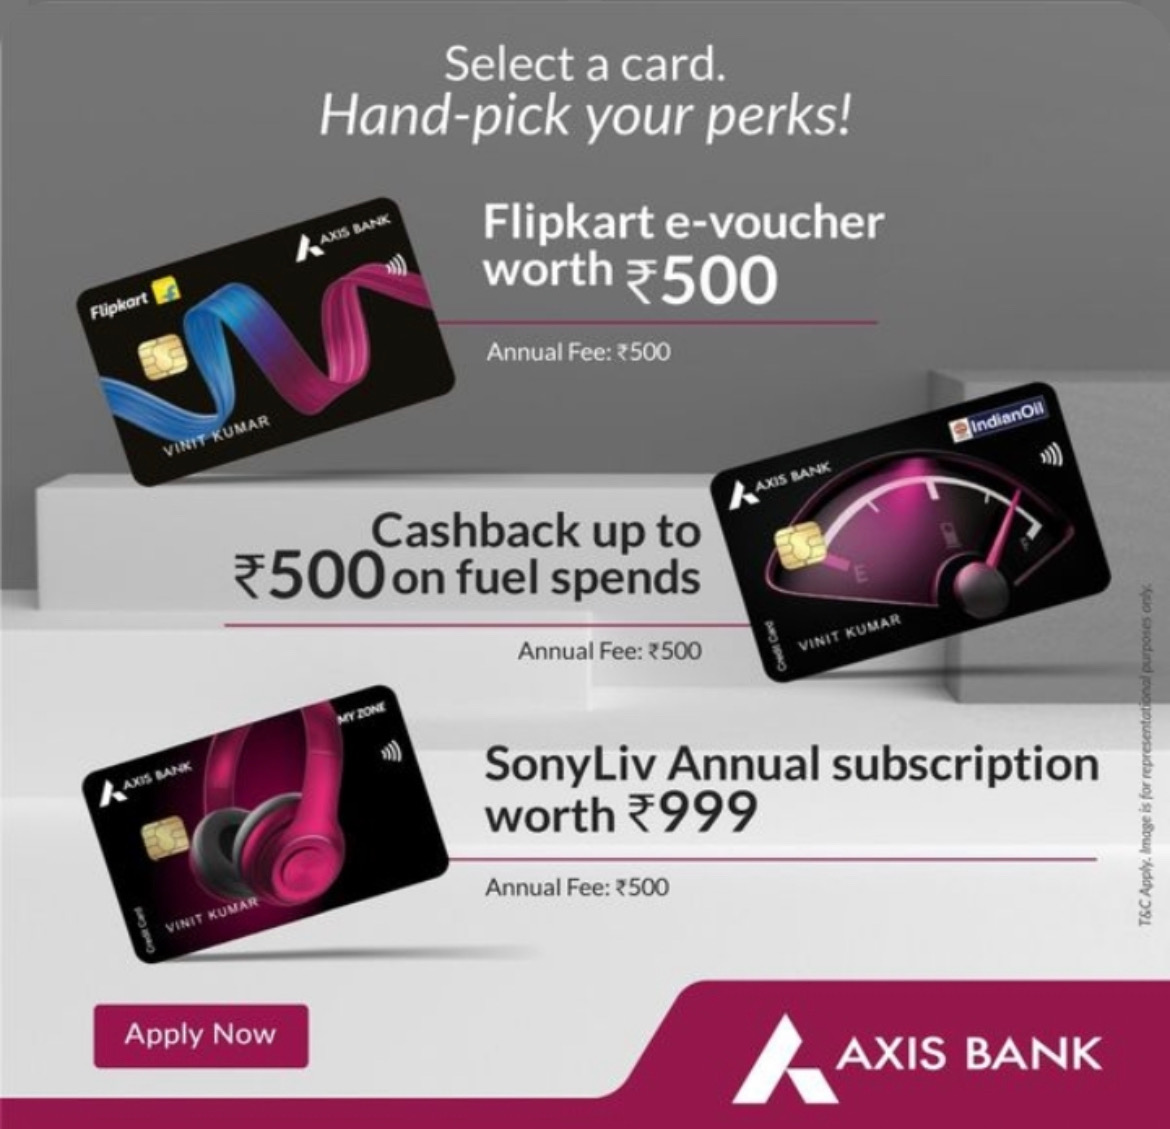 Select a card.
Hand-pick your perks!
Flipkart
AXIS BANK
VINIT KUMAR
Flipkart e-voucher
worth ₹500
Annual Fee: ₹500
Cashback up to
₹500 on fuel spends
Annual Fee: ₹500
AXIS BANK
IndianOil
E
Credit Card
VINIT KUMAR
AXIS BANK
MY ZONE
Credit Card
VINIT KUMAR
SonyLiv Annual subscription
worth ₹999
Annual Fee: ₹500
T&C Apply. Image is for representational purposes only.
Apply Now
AXIS BANK